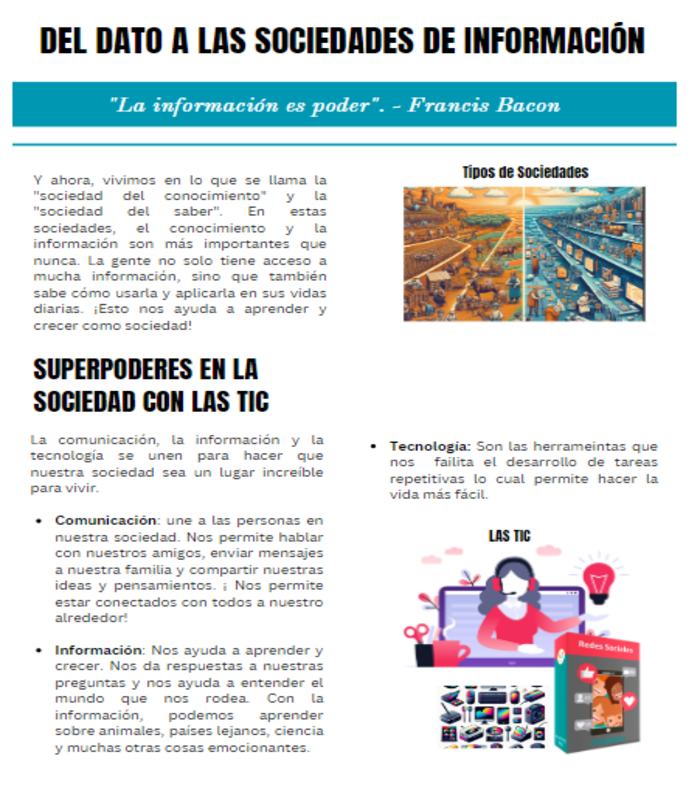 DEL DATO A LAS SOCIEDADES DE INFORMACIÓN
"La información es poder". - Francis Bacon
Y ahora, vivimos en lo que se llama la
"sociedad del conocimiento" y la
"sociedad del saber". En estas
sociedades, el conocimiento y la
información son más importantes que
nunca. La gente no solo tiene acceso a
mucha información, sino que también
sabe cómo usarla y aplicarla en sus vidas
diarias. ¡Esto nos ayuda a aprender y
crecer como sociedad!
Tipos de Sociedades
SUPERPODERES EN LA
SOCIEDAD CON LAS TIC
La comunicación, la información y la
tecnología se unen para hacer que
nuestra sociedad sea un lugar increíble
para vivir.
• Comunicación: une a las personas en
nuestra sociedad. Nos permite hablar
con nuestros amigos, enviar mensajes
a nuestra familia y compartir nuestras
ideas y pensamientos. ¡ Nos permite
estar conectados con todos a nuestro
alrededor!
• Información: Nos ayuda a aprender y
crecer. Nos da respuestas a nuestras
preguntas y nos ayuda a entender el
mundo que nos rodea. Con la
información, podemos aprender
sobre animales, países lejanos, ciencia
y muchas otras cosas emocionantes.
• Tecnología: Son las herrameintas que
nos failita el desarrollo de tareas
repetitivas lo cual permite hacer la
vida más fácil.
LAS TIC
Redes Sociales